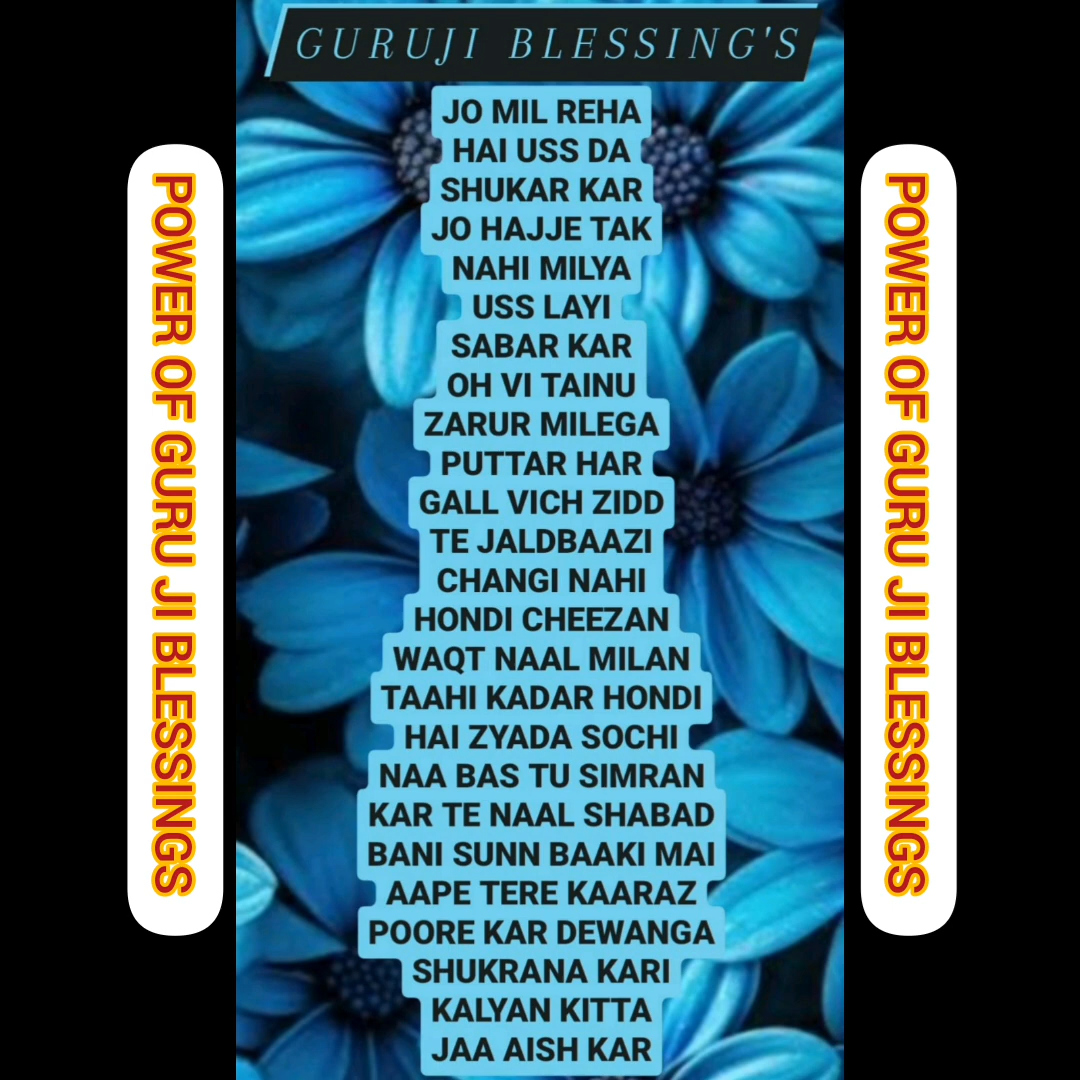 GURUJI BLESSING'S
JO MIL REHA
HAI USS DA
SHUKAR KAR
JO HAJJE TAK
NAHI MILYA
USS LAYI
SABAR KAR
OH VI TAINU
ZARUR MILEGA
PUTTAR HAR
GALL VICH ZIDD
TE JALDBAAZI
CHANGI NAHI
HONDI CHEEZAN
WAQT NAAL MILAN
TAAHI KADAR HONDI
HAI ZYADA SOCHI
NAA BAS TU SIMRAN
KAR TE NAAL SHABAD
BANI SUNN BAAKI MAI
AAPE TERE KAARAZ
POORE KAR DEWANGA
SHUKRANA KARI
KALYAN KITTA
JAA AISH KAR
POWER OF GURU JI BLESSINGS
POWER OF GURU JI BLESSINGS